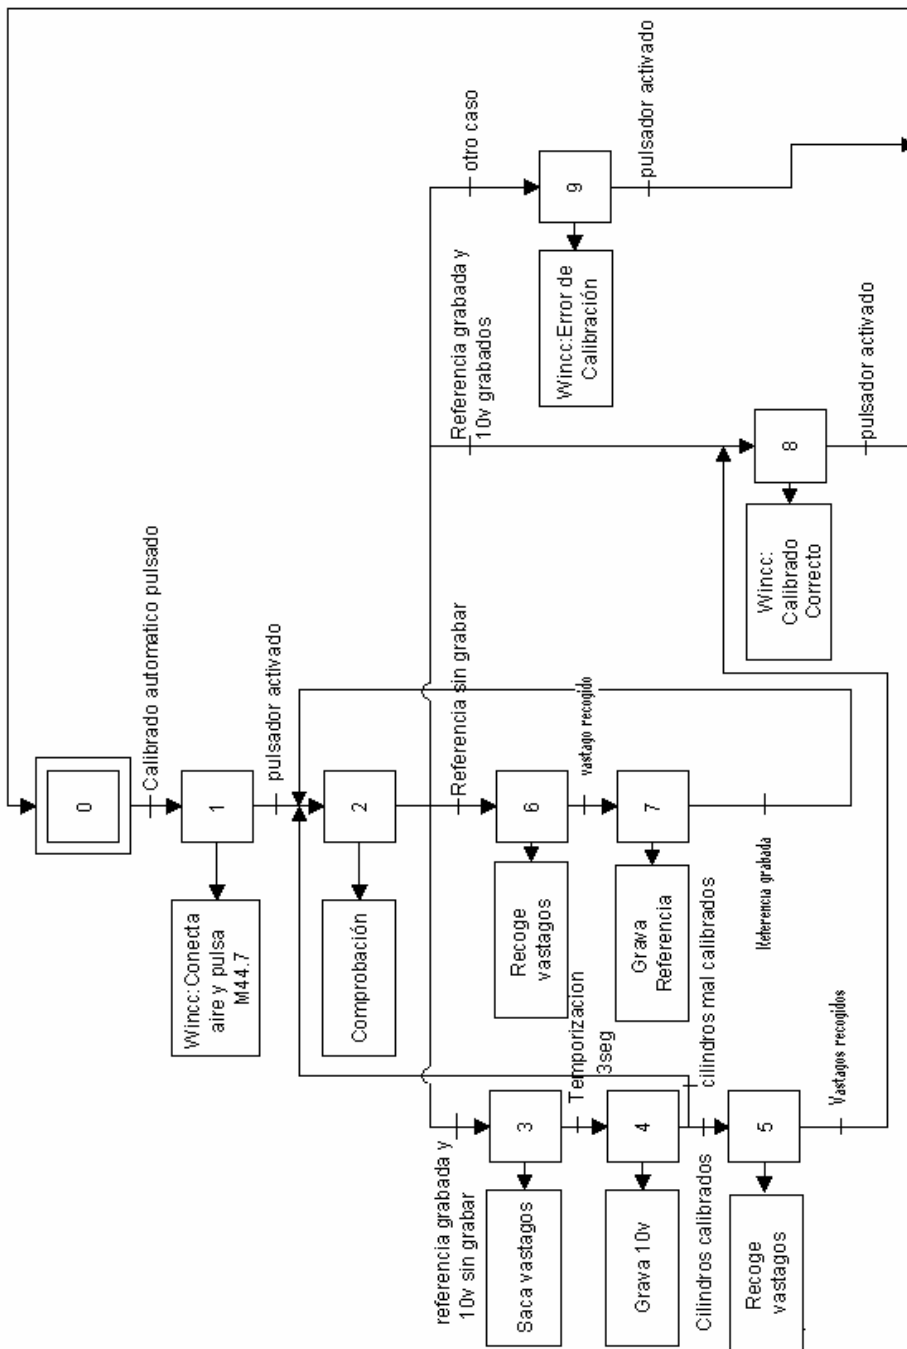 0
Calibrado automatico pulsado
1
Wincc:Conecta
aire y pulsa
M44.7
pulsador activado
2
Comprobación
referencia grabada y
10v sin grabar
3
Saca vastagos
Temporizacion
3seg
4
Grava 10v
cilindros mal calibrados
Cilindros calibrados
5
Recoge
vastagos
Vastagos recogidos
Referencia sin grabar
6
Recoge
vastagos
vastago recogido
7
Grava
Referencia
Referencia grabada
Referencia grabada y
10v grabados
8
Wincc:
Calibrado
Correcto
pulsador activado
otro caso
9
Wincc:Error de
Calibración
pulsador activado